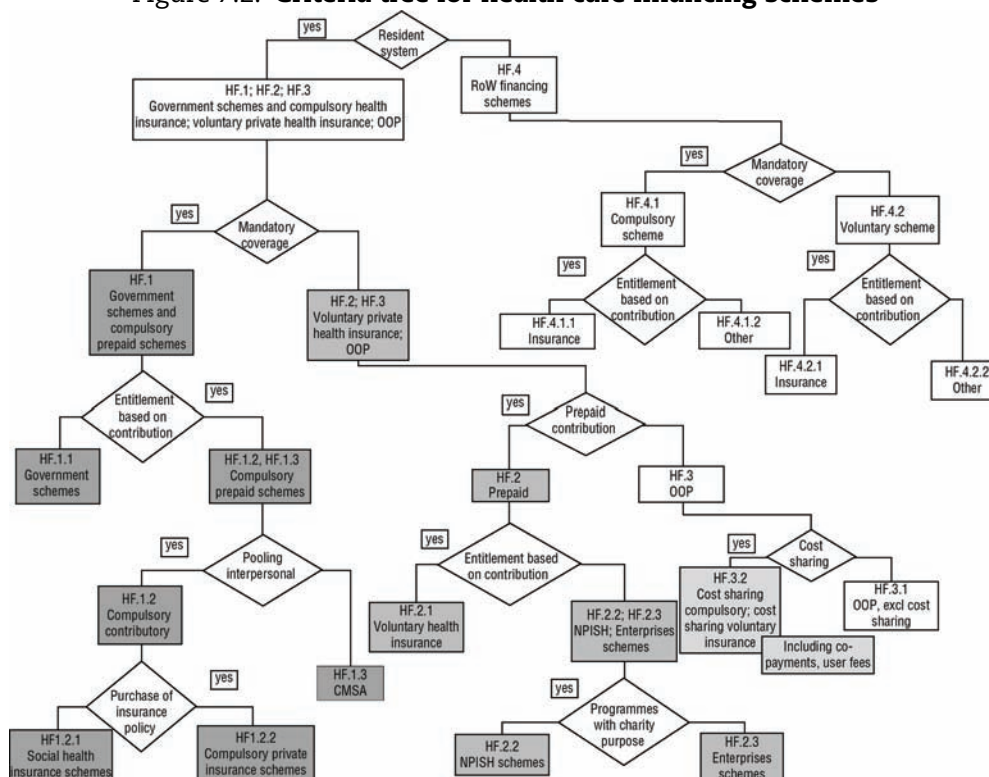 Figure 7.2. Criteria tree for health care financing schemes
yes
Resident
system
HF.1; HF.2; HF.3
Government schemes and compulsory health
insurance; voluntary private health insurance; OOP
HF.4
RoW financing
schemes
yes
Mandatory
coverage
yes
Mandatory
coverage
HF.4.1
Compulsory
scheme
HF.4.2
Voluntary scheme
HF.1
Government
schemes and
compulsory
prepaid schemes
HF.2; HF.3
Voluntary private
health insurance;
OOP
yes
Entitlement
based on
contribution
yes
Entitlement
based on
contribution
HF.4.1.1
Insurance
HF.4.1.2
Other
HF.4.2.1
Insurance
HF.4.2.2
Other
Entitlement
based on
contribution
yes
yes
Prepaid
contribution
HF.1.1
Government
schemes
HF.1.2, HF.1.3
Compulsory
prepaid schemes
HF.2
Prepaid
HF.3
OOP
yes
Pooling
interpersonal
yes
Entitlement based
on contribution
yes
Cost
sharing
HF.1.2
Compulsory
contributory
HF.1.3
CMSA
HF.2.1
Voluntary health
insurance
HF.2.2; HF.2.3
NPISH; Enterprises
schemes
HF.3.2
Cost sharing
compulsory; cost
sharing voluntary
insurance
HF.3.1
OOP, excl cost
sharing
Including co-
payments, user fees
Purchase of
insurance
policy
yes
yes
Programmes
with charity
purpose
HF1.2.1
Social health
insurance schemes
HF1.2.2
Compulsory private
insurance schemes
HF.2.2
NPISH schemes
HF.2.3
Enterprises
schemes